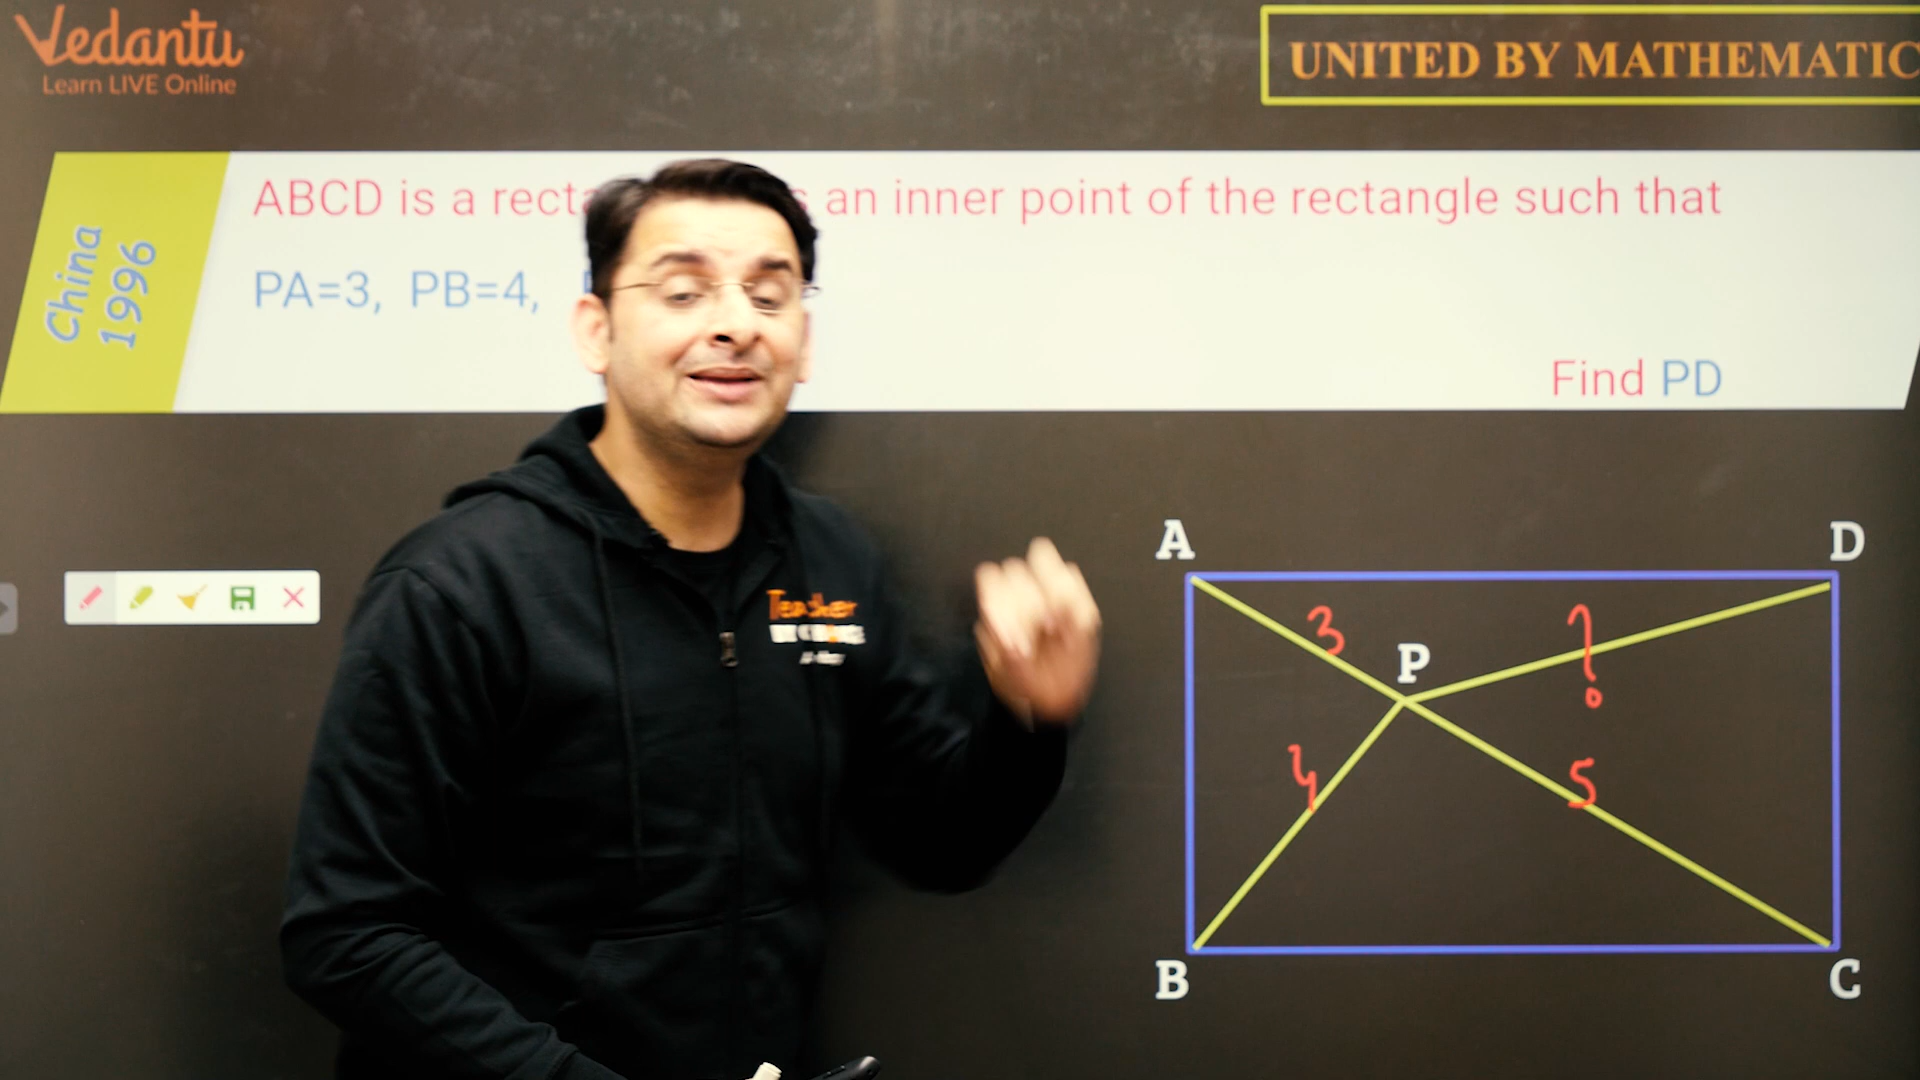 Vedantu
Learn LIVE Online
UNITED BY MATHEMATIC
China
1996
ABCD is a recta s an inner point of the rectangle such that
PA=3, PB=4,
Find PD
Teacher
A
D
3
?
P
4
5
B
C